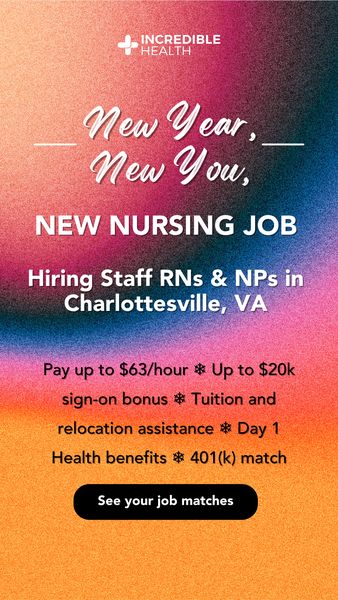 INCREDIBLE
HEALTH
New Year,
New You,
NEW NURSING JOB
Hiring Staff RNs & NPs in
Charlottesville, VA
Pay up to $63/hour ❄ Up to $20k
sign-on bonus ❄ Tuition and
relocation assistance ❄ Day 1
Health benefits ❄ 401(k) match
See your job matches